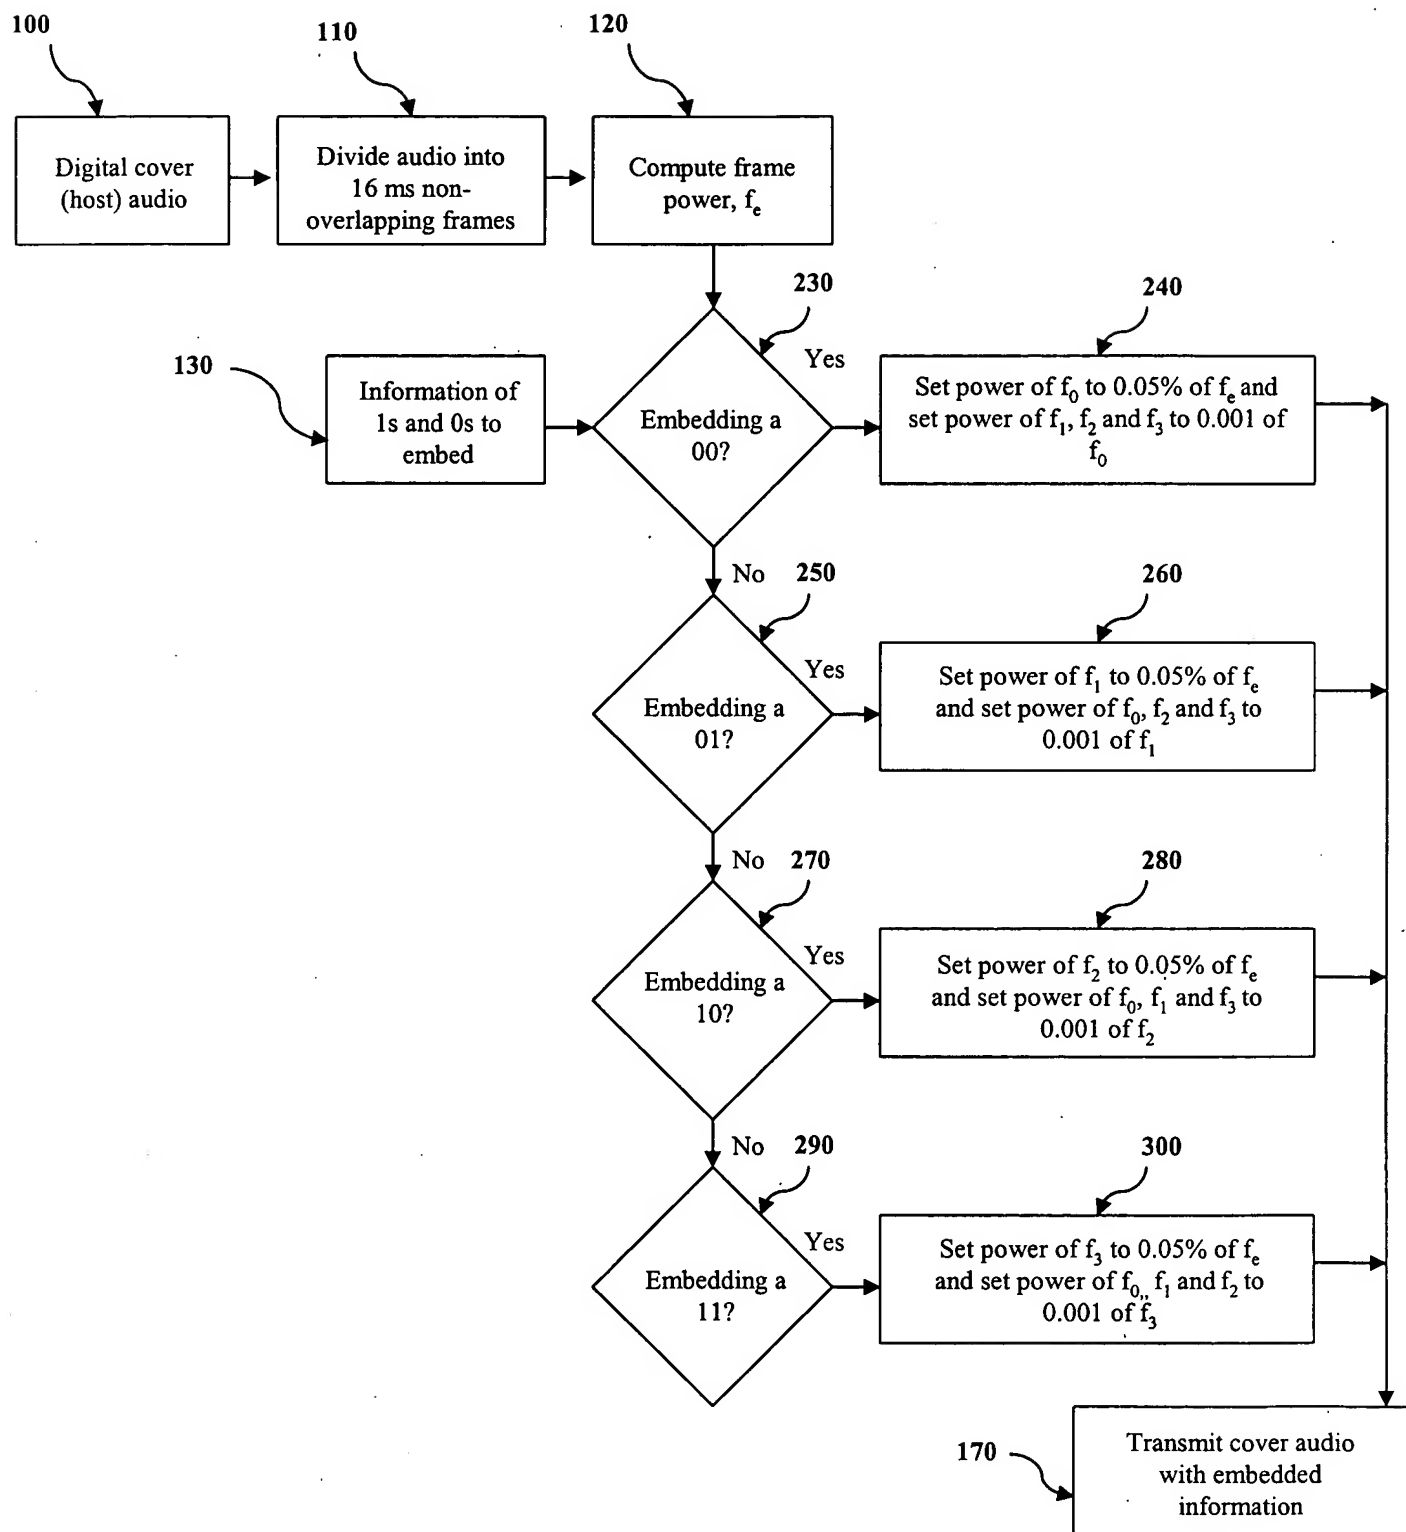 100
110
120
Digital cover
(host) audio
Divide audio into
16 ms non-
overlapping frames
Compute frame
power, fe
230
240
130
Information of
1s and 0s to
embed
Embedding a
00?
Yes
Set power of f0 to 0.05% of fe and
set power of f1, f2 and f3 to 0.001 of
f0
No
250
260
Embedding a
01?
Yes
Set power of f1 to 0.05% of fe
and set power of f0, f2 and f3 to
0.001 of f1
No
270
280
Embedding a
10?
Yes
Set power of f2 to 0.05% of fe
and set power of f0, f1 and f3 to
0.001 of f2
No
290
300
Embedding a
11?
Yes
Set power of f3 to 0.05% of fe
and set power of f0,, f1 and f2 to
0.001 of f3
170
Transmit cover audio
with embedded
information